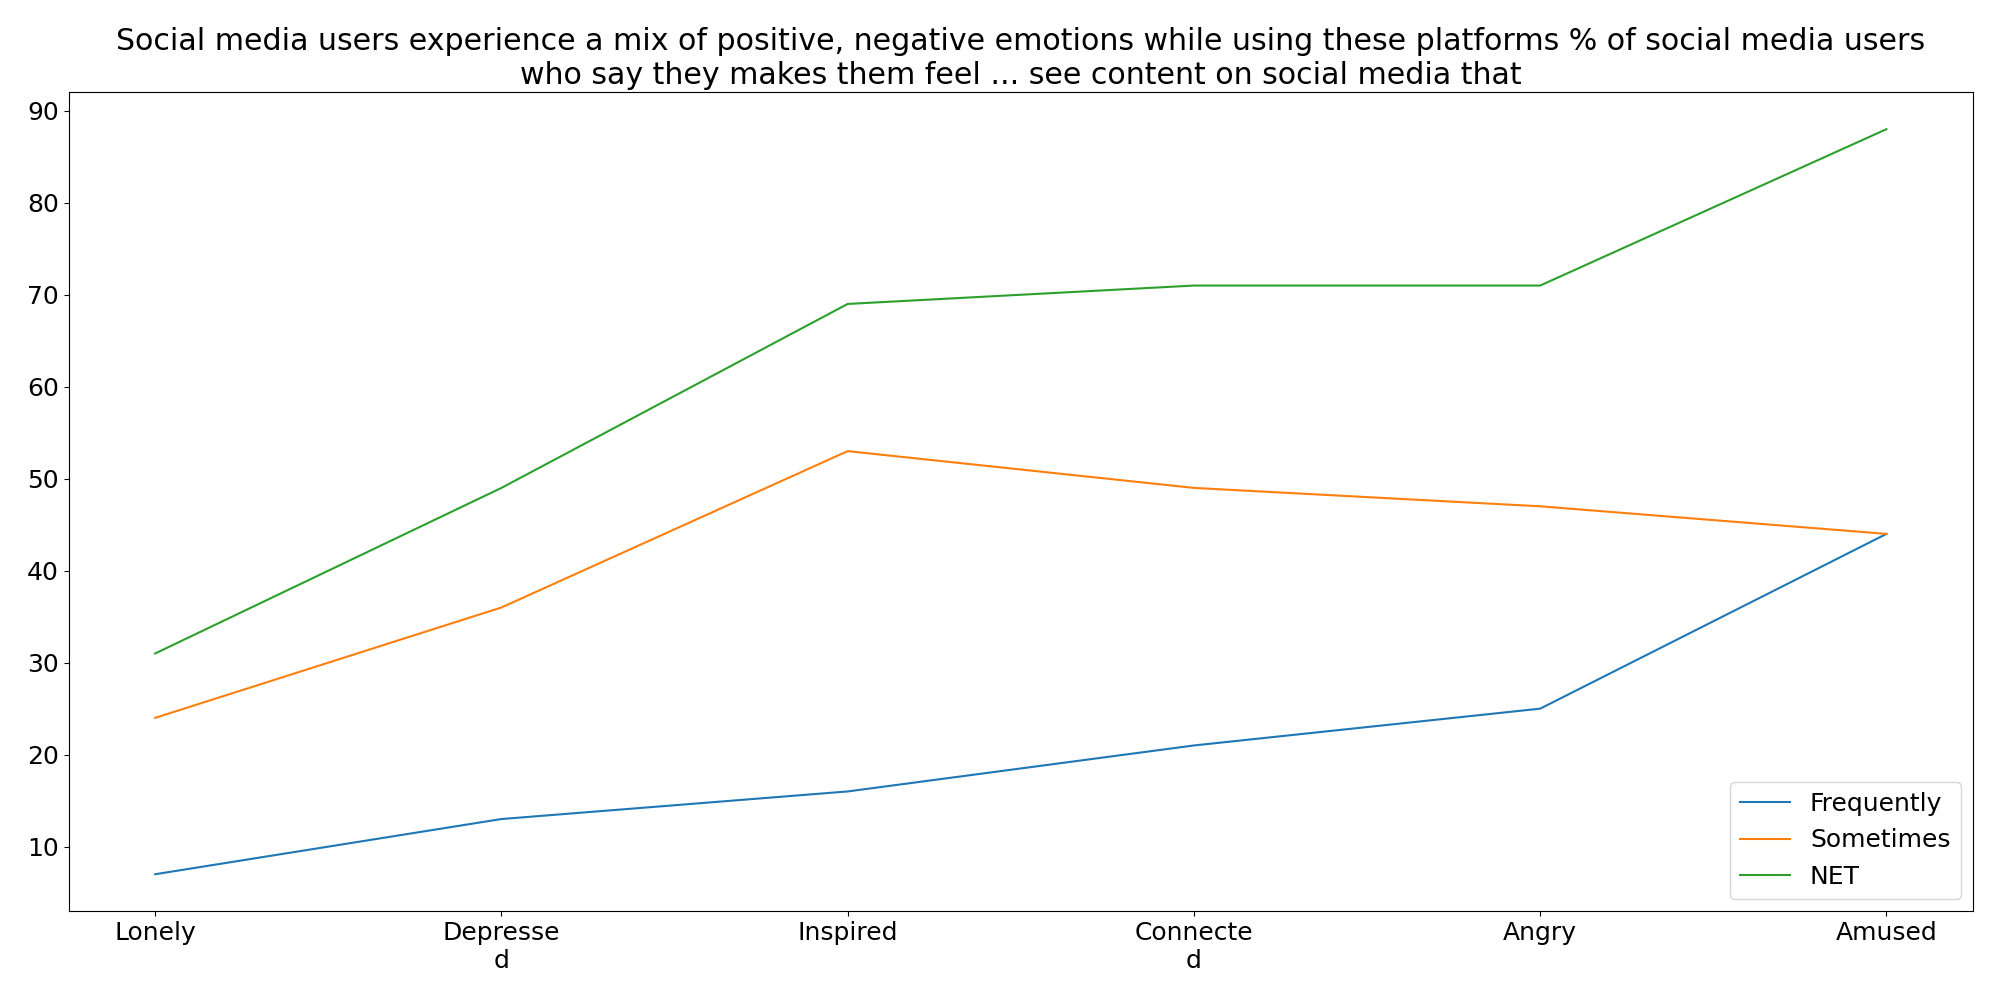 Social media users experience a mix of positive, negative emotions while using these platforms % of social media users
who say they makes them feel ... see content on social media that
90
80
70
60
50
40
30
20
10
Frequently
Sometimes
NET
Lonely
Depresse
d
Inspired
Connecte
d
Angry
Amused